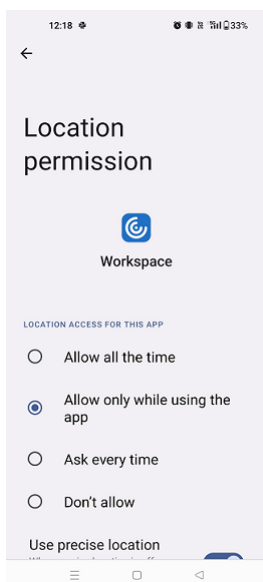 12:18 33%
Location
permission
Workspace
LOCATION ACCESS FOR THIS APP
Allow all the time
Allow only while using the
app
Ask every time
Don't allow
Use precise location